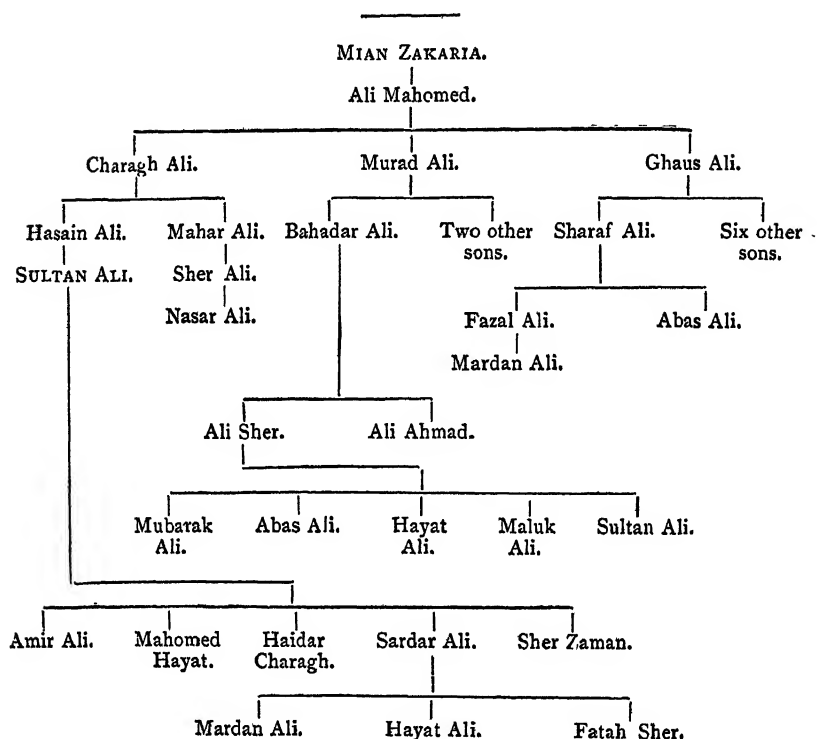 MIAN ZAKARIA.
Ali Mahomed.
Charagh Ali. Murad Ali. Ghaus Ali.
Hasain Ali. Mahar Ali. Bahadar Ali. Two other Sharaf Ali. Six other
sons. sons.
SULTAN ALI. Sher Ali.
Nasar Ali. Fazal Ali. Abas Ali.
Mardan Ali.
Ali Sher. Ali Ahmad.
Mubarak Abas Ali. Hayat Maluk Sultan Ali.
Ali. Ali. Ali.
Amir Ali. Mahomed Haidar Sardar Ali. Sher Zaman.
Hayat. Charagh.
Mardan Ali. Hayat Ali. Fatah Sher.